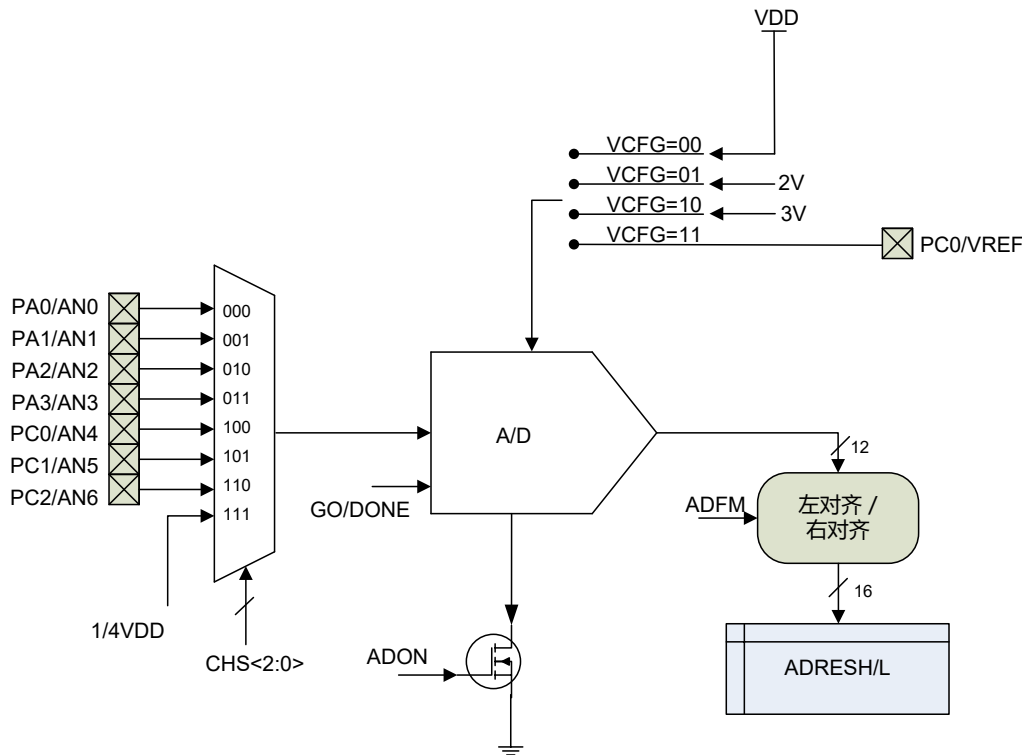 VDD
VCFG=00
VCFG=01
2V
VCFG=10
3V
VCFG=11
PC0/VREF
PA0/AN0
000
PA1/AN1
001
PA2/AN2
010
PA3/AN3
011
PC0/AN4
100
PC1/AN5
101
PC2/AN6
110
111
1/4VDD
CHS<2:0>
A/D
GO/DONE
ADON
12
ADFM
左对齐 /
右对齐
16
ADRESH/L